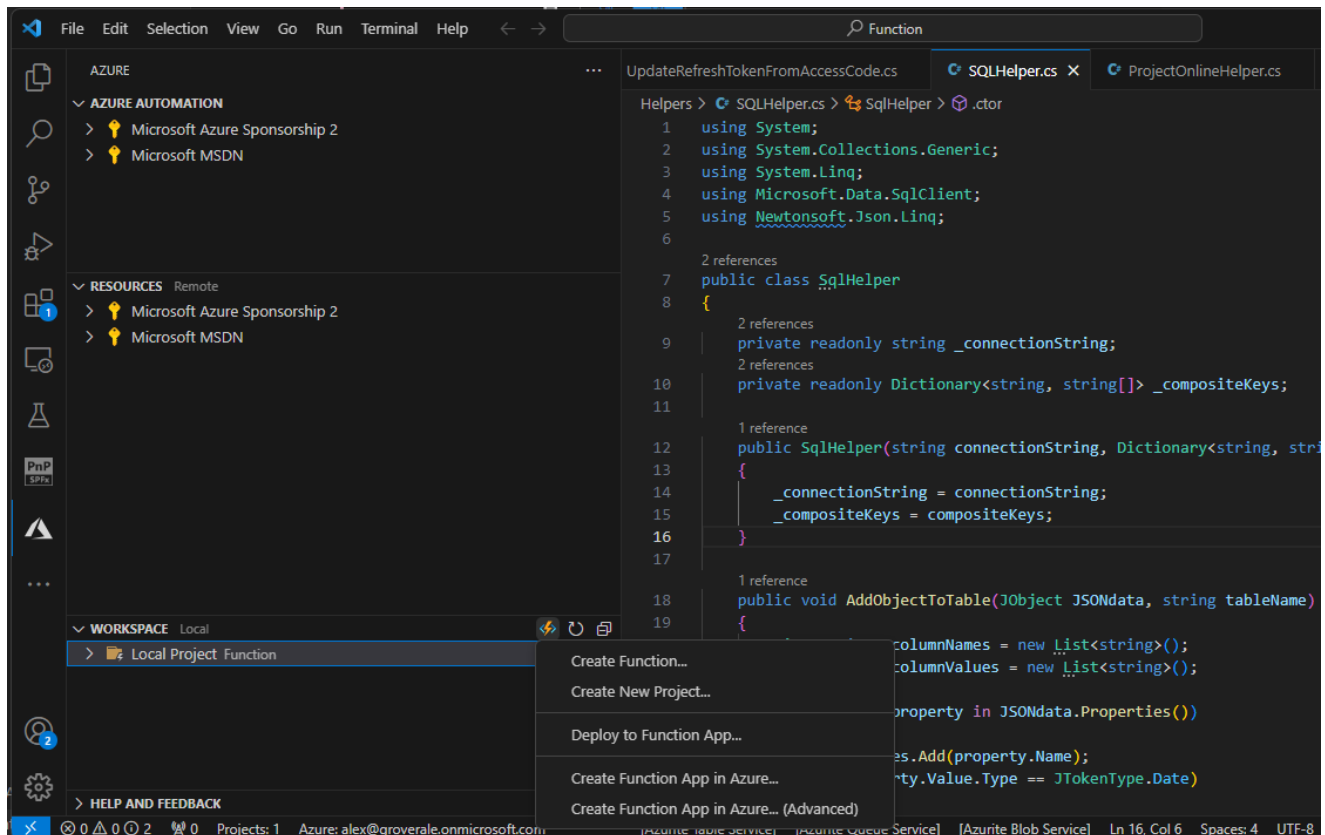 File Edit Selection View Go Run Terminal Help
Function
AZURE
AZURE AUTOMATION
Microsoft Azure Sponsorship 2
Microsoft MSDN
RESOURCES Remote
Microsoft Azure Sponsorship 2
Microsoft MSDN
1
PnP
SPFx
WORKSPACE Local
Local Project Function
2
HELP AND FEEDBACK
Create Function...
Create New Project...
Deploy to Function App...
Create Function App in Azure...
Create Function App in Azure... (Advanced)
UpdateRefreshTokenFromAccessCode.cs
C# SQLHelper.cs
C# ProjectOnlineHelper.cs
Helpers > C# SQLHelper.cs > SqlHelper > .ctor
1 using System;
2 using System.Collections.Generic;
3 using System.Linq;
4 using Microsoft.Data.SqlClient;
5 using Newtonsoft.Json.Linq;
6
2 references
7 public class SqlHelper
8 {
2 references
9 private readonly string _connectionString;
2 references
10 private readonly Dictionary<string, string[]> _compositeKeys;
11
1 reference
12 public SqlHelper(string connectionString, Dictionary<string, stri
13 {
14 _connectionString = connectionString;
15 _compositeKeys = compositeKeys;
16 }
17
1 reference
18 public void AddObjectToTable(JObject JSONdata, string tableName)
19 {
columnNames = new List<string>();
columnValues = new List<string>();
property in JSONdata.Properties())
es.Add(property.Name);
rty.Value.Type == JTokenType.Date)
0 0 2 0 Projects: 1 Azure: alex@groverale.onmicrosoft.com [Azurite Table Service] [Azurite Queue Service] [Azurite Blob Service] Ln 16, Col 6 Spaces: 4 UTF-8